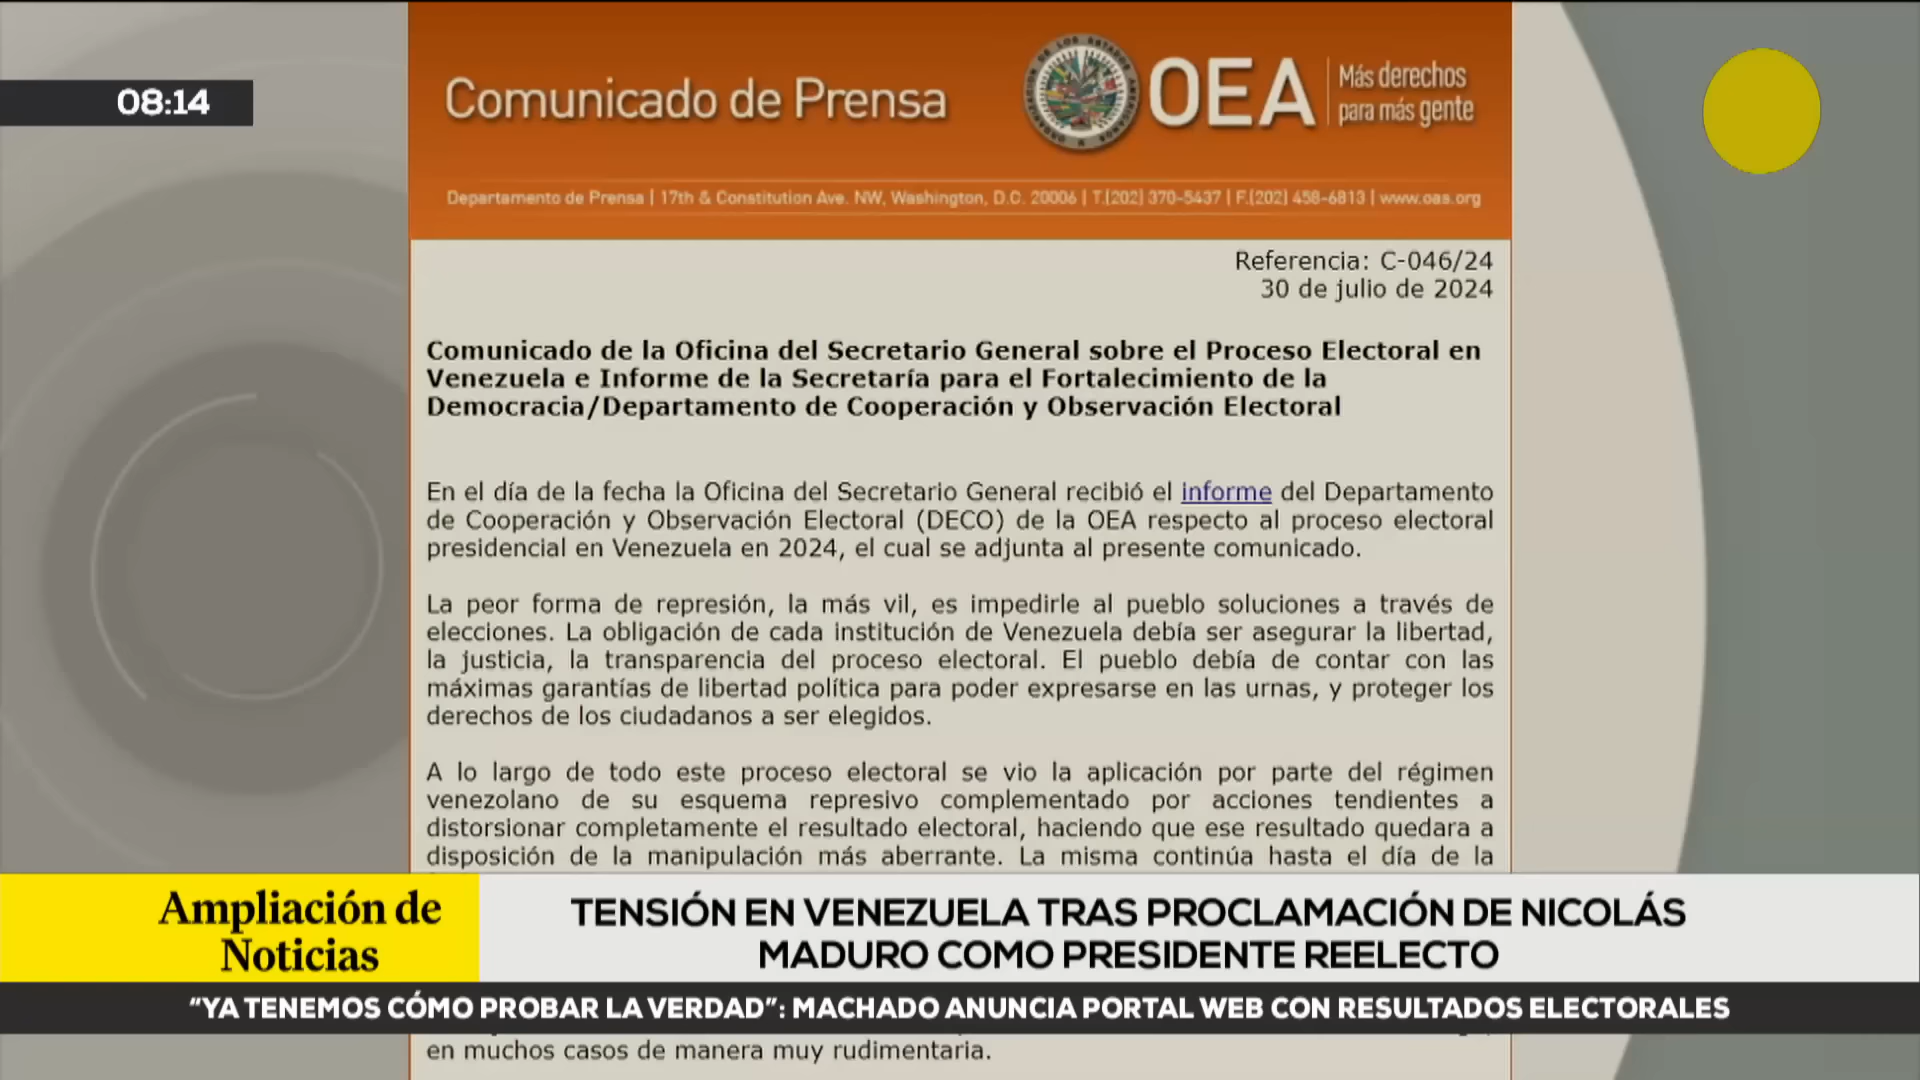 08:14
Comunicado de Prensa
OEA
Más derechos
para más gente
Departamento de Prensa | 17th & Constitution Ave. NW, Washington, D.C. 20006 | T.(202) 370-5437 | F.(202) 458-6813 | www.oas.org
Referencia: C-046/24
30 de julio de 2024
Comunicado de la Oficina del Secretario General sobre el Proceso Electoral en
Venezuela e Informe de la Secretaría para el Fortalecimiento de la
Democracia/Departamento de Cooperación y Observación Electoral
En el día de la fecha la Oficina del Secretario General recibió el informe del Departamento
de Cooperación y Observación Electoral (DECO) de la OEA respecto al proceso electoral
presidencial en Venezuela en 2024, el cual se adjunta al presente comunicado.
La peor forma de represión, la más vil, es impedirle al pueblo soluciones a través de
elecciones. La obligación de cada institución de Venezuela debía ser asegurar la libertad,
la justicia, la transparencia del proceso electoral. El pueblo debía de contar con las
máximas garantías de libertad política para poder expresarse en las urnas, y proteger los
derechos de los ciudadanos a ser elegidos.
A lo largo de todo este proceso electoral se vio la aplicación por parte del régimen
venezolano de su esquema represivo complementado por acciones tendientes a
distorsionar completamente el resultado electoral, haciendo que ese resultado quedara a
disposición de la manipulación más aberrante. La misma continúa hasta el día de la
Ampliación de
Noticias
TENSIÓN EN VENEZUELA TRAS PROCLAMACIÓN DE NICOLÁS
MADURO COMO PRESIDENTE REELECTO
“YA TENEMOS CÓMO PROBAR LA VERDAD”: MACHADO ANUNCIA PORTAL WEB CON RESULTADOS ELECTORALES
en muchos casos de manera muy rudimentaria.